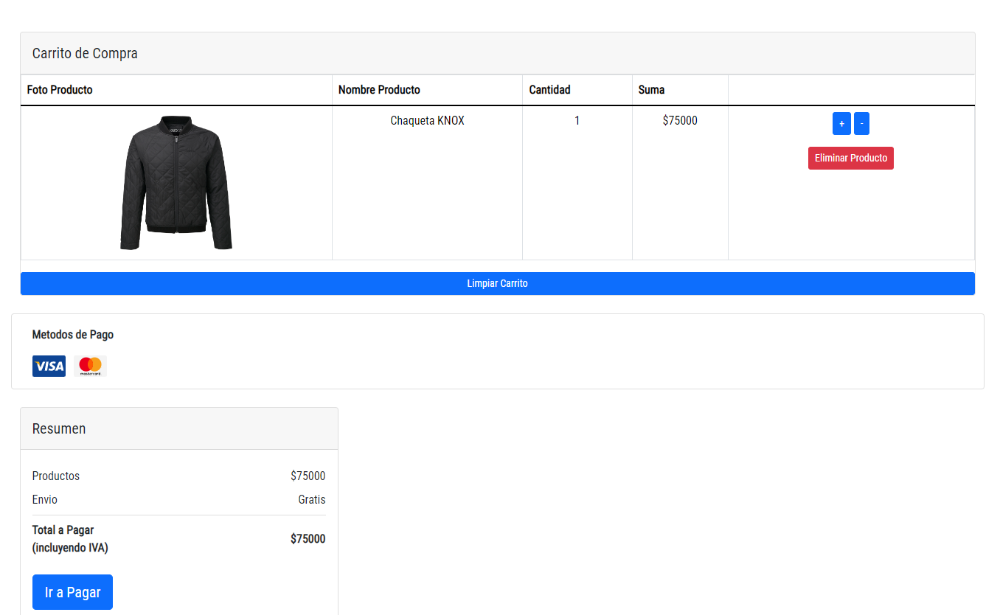 Carrito de Compra
Foto Producto Nombre Producto Cantidad Suma
Chaqueta KNOX 1 $75000 + -
KNOX
Eliminar Producto
Limpiar Carrito
Metodos de Pago
VISA mastercard
Resumen
Productos $75000
Envio Gratis
Total a Pagar
(incluyendo IVA) $75000
Ir a Pagar